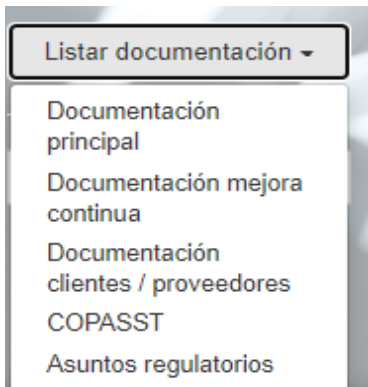 Listar documentación
Documentación
principal
Documentación mejora
continua
Documentación
clientes / proveedores
COPASST
Asuntos regulatorios